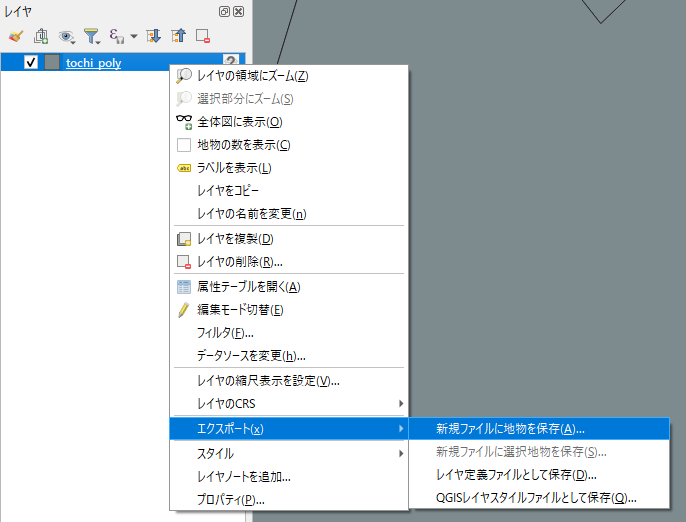 レイヤ
tochi_poly
レイヤの領域にズーム(Z)
選択部分にズーム(S)
全体図に表示(O)
地物の数を表示(C)
abc ラベルを表示(L)
レイヤをコピー
レイヤの名前を変更(n)
レイヤを複製(D)
レイヤの削除(R)...
属性テーブルを開く(A)
編集モード切替(E)
フィルタ(F)...
データソースを変更(h)...
レイヤの縮尺表示を設定(V)...
レイヤのCRS
エクスポート(x)
スタイル
レイヤノートを追加...
プロパティ(P)...
新規ファイルに地物を保存(A)...
新規ファイルに選択地物を保存(S)...
レイヤ定義ファイルとして保存(D)...
QGISレイヤスタイルファイルとして保存(Q)...